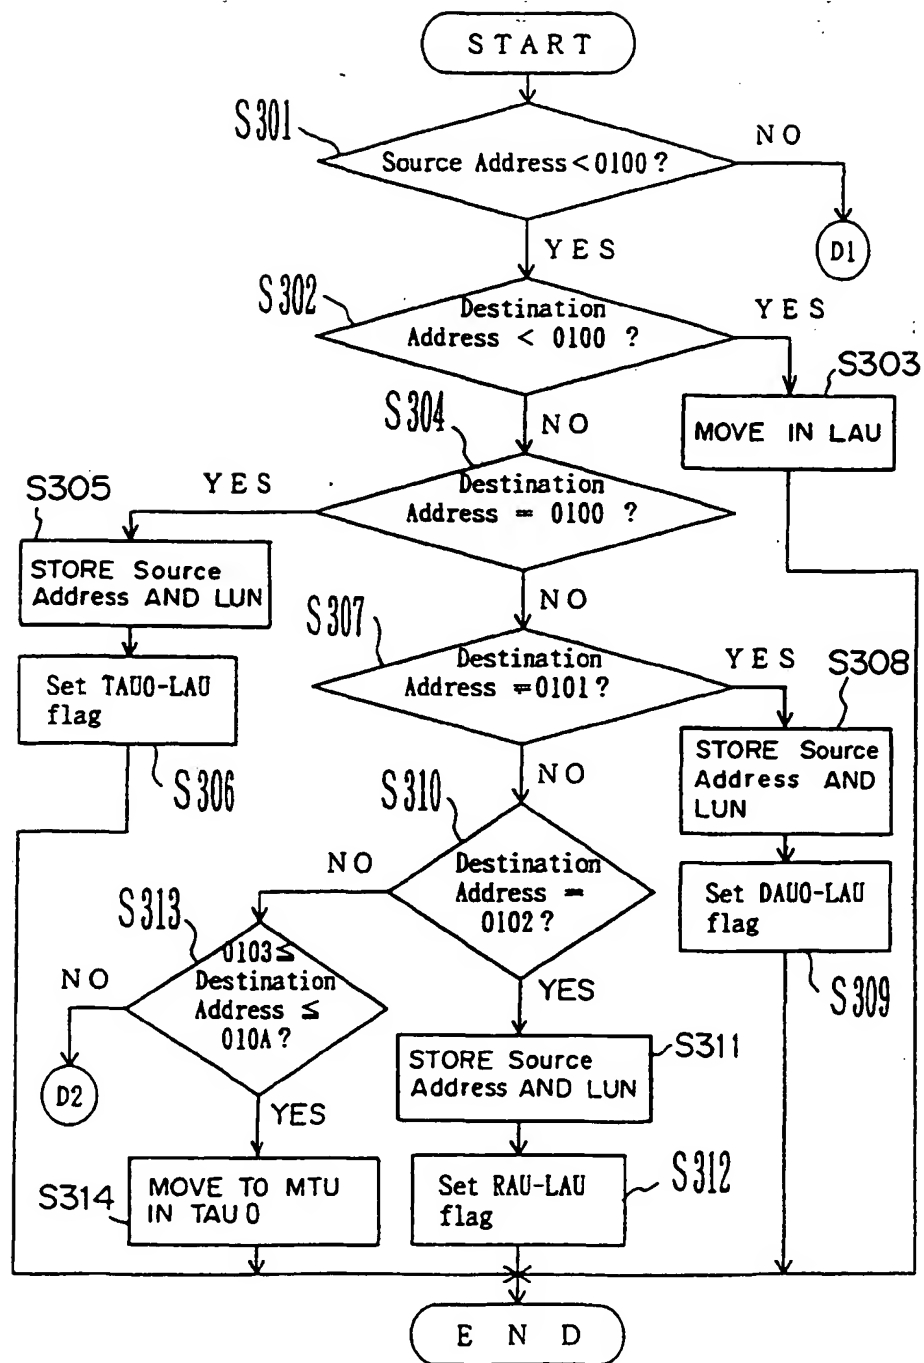 START
S301
Source Address<0100?
NO
D1
YES
S302
Destination
Address < 0100 ?
YES
S303
MOVE IN LAU
NO
S304
Destination
Address = 0100 ?
YES
S305
STORE Source
Address AND LUN
Set TAU0-LAU
flag
S306
NO
S307
Destination
Address =0101?
YES
S308
STORE Source
Address AND
LUN
Set DAU0-LAU
flag
S309
NO
S310
Destination
Address =
0102?
NO
S313
0103≦
Destination
Address ≦
010A?
NO
D2
YES
S314
MOVE TO MTU
IN TAU0
YES
S311
STORE Source
Address AND LUN
Set RAU-LAU
flag
S312
END